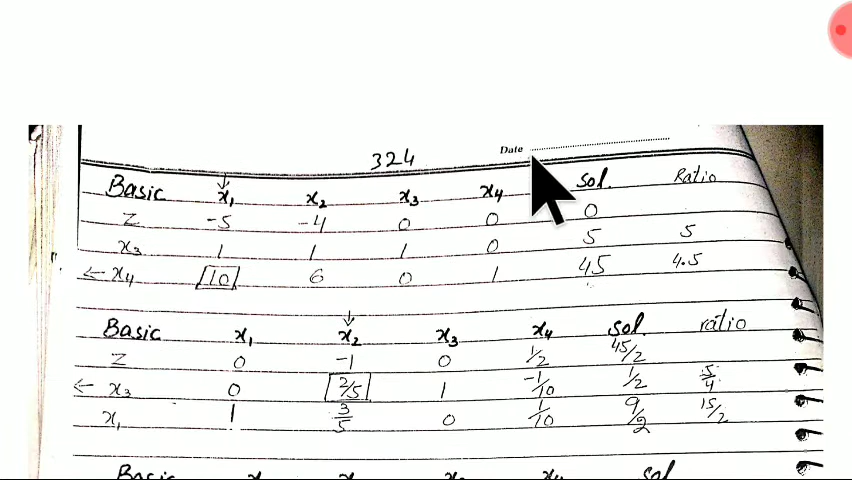 324 Date
Basic x₁ x₂ x₃ x₄ Sol. Ratio
Z -5 -4 0 0 0
x₃ 1 1 1 0 5 5
← x₄ 10 6 0 1 45 4.5
Basic x₁ x₂ x₃ x₄ sol. ratio
Z 0 -1 0 1/2 45/2
← x₃ 0 2/5 1 -1/10 1/2 5/4
x₁ 1 3/5 0 1/10 9/2 15/2
Basic sol